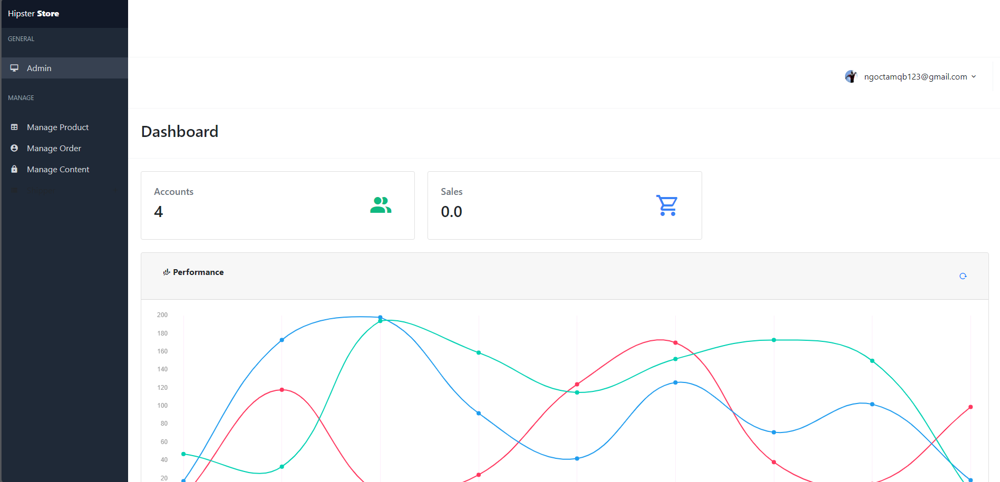 Hipster Store
GENERAL
Admin
MANAGE
Manage Product
Manage Order
Manage Content
ngoctamqb123@gmail.com
Dashboard
Accounts
4
Sales
0.0
Performance
200
180
160
140
120
100
80
60
40
20